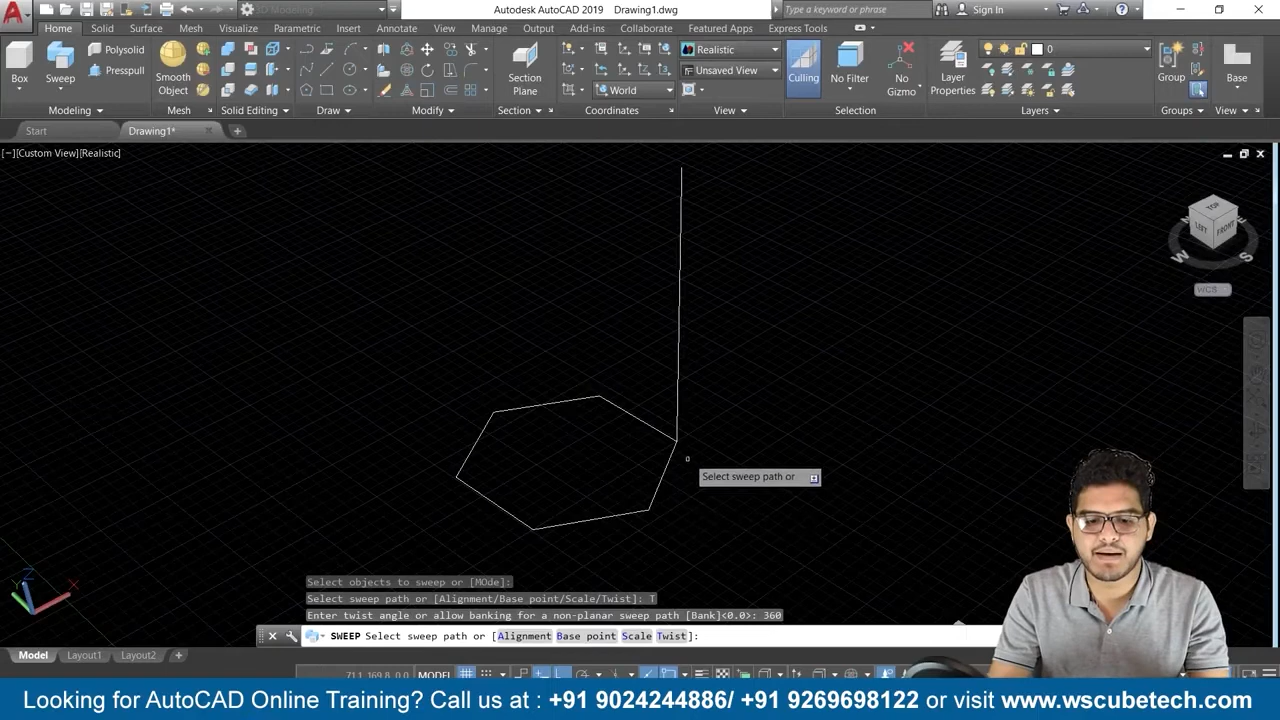 3D Modeling
Autodesk AutoCAD 2019 Drawing1.dwg
Type a keyword or phrase
Sign In
Home Solid Surface Mesh Visualize Parametric Insert Annotate View Manage Output Add-ins Collaborate Featured Apps Express Tools
Box
Sweep
Polysolid
Presspull
Smooth
Object
Section
Plane
World
Realistic
Unsaved View
Culling
No Filter
No
Gizmo
Layer
Properties
0
Group
Base
Modeling Mesh Solid Editing Draw Modify Section Coordinates View Selection Layers Groups View
Start Drawing1*
[−][Custom View][Realistic]
TOP
LEFT FRONT
W S
WCS
Select sweep path or
Z X Y
Select objects to sweep or [MOde]:
Select sweep path or [Alignment/Base point/Scale/Twist]: T
Enter twist angle or allow banking for a non-planar sweep path [Bank]<0.0>: 360
SWEEP Select sweep path or [Alignment Base point Scale Twist]:
Model Layout1 Layout2
MODEL
Looking for AutoCAD Online Training? Call us at : +91 9024244886/ +91 9269698122 or visit www.wscubetech.com